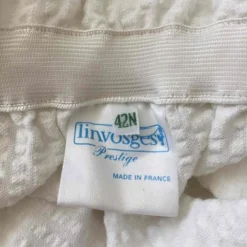 42N
Linvosges
Prestige
MADE IN FRANCE